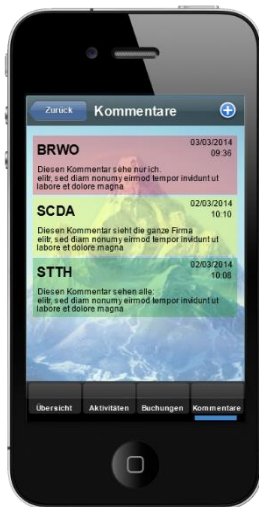 Zurück Kommentare
BRWO 03/03/2014
09:36
Diesen Kommentar sehe nur ich.
elitr, sed diam nonumy eirmod tempor invidunt ut
labore et dolore magna
SCDA 02/03/2014
10:10
Diesen Kommentar sieht die ganze Firma
elitr, sed diam nonumy eirmod tempor invidunt ut
labore et dolore magna
STTH 02/03/2014
10:08
Diesen Kommentar sehen alle:
elitr, sed diam nonumy eirmod tempor invidunt ut
labore et dolore magna
Übersicht Aktivitäten Buchungen Kommentare